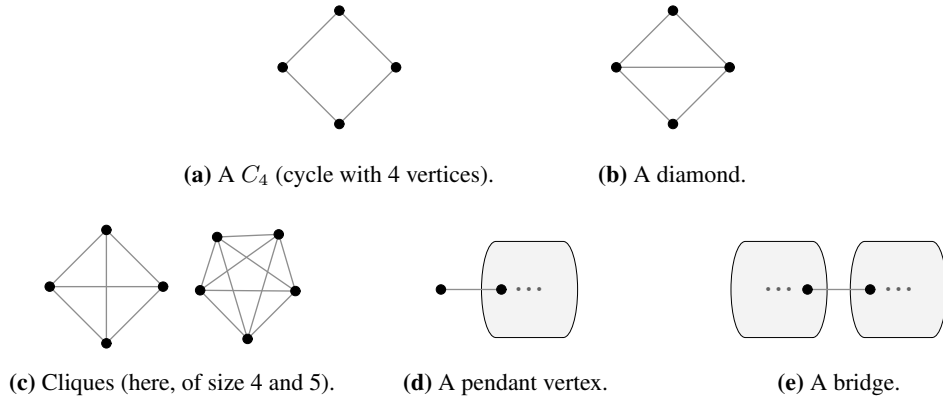 (a) A C₄ (cycle with 4 vertices).
(b) A diamond.
(c) Cliques (here, of size 4 and 5).
(d) A pendant vertex.
(e) A bridge.